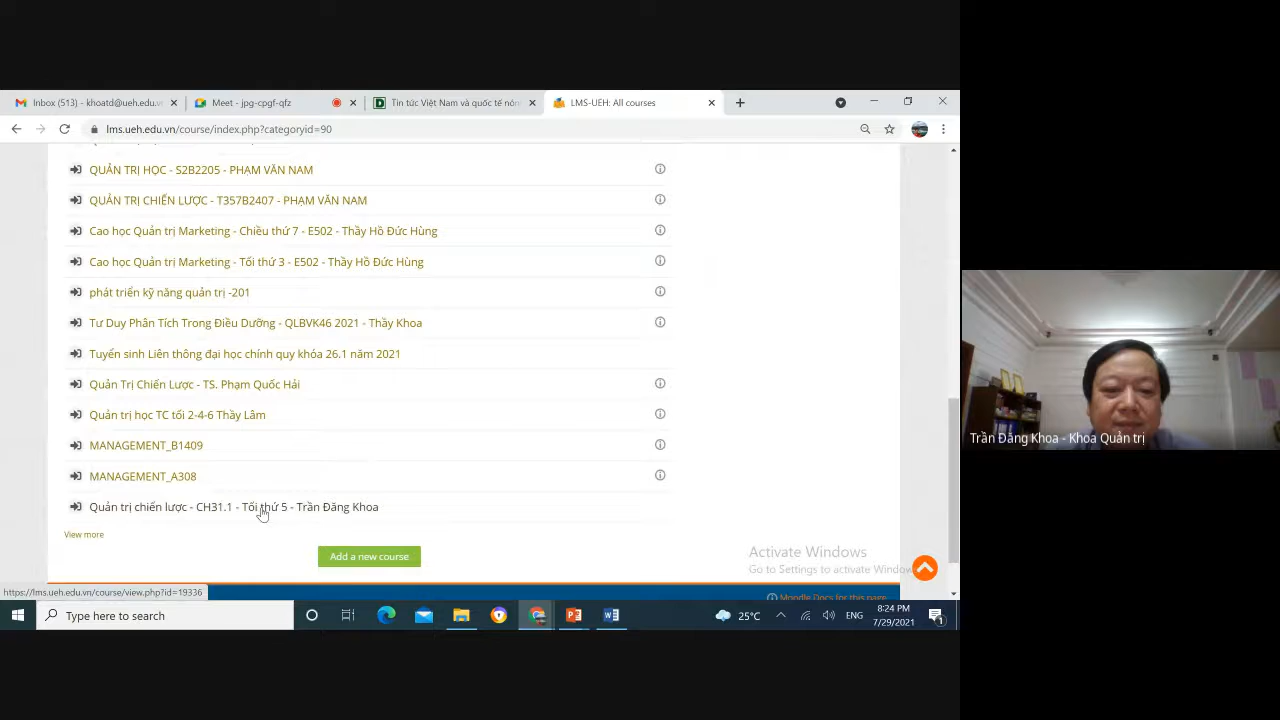 Inbox (513) - khoatd@ueh.edu.v
Meet - jpg-cpgf-qfz
Tin tức Việt Nam và quốc tế nón
LMS-UEH: All courses
lms.ueh.edu.vn/course/index.php?categoryid=90
QUẢN TRỊ HỌC - S2B2205 - PHẠM VĂN NAM
QUẢN TRỊ CHIẾN LƯỢC - T357B2407 - PHẠM VĂN NAM
Cao học Quản trị Marketing - Chiều thứ 7 - E502 - Thầy Hồ Đức Hùng
Cao học Quản trị Marketing - Tối thứ 3 - E502 - Thầy Hồ Đức Hùng
phát triển kỹ năng quản trị -201
Tư Duy Phân Tích Trong Điều Dưỡng - QLBVK46 2021 - Thầy Khoa
Tuyển sinh Liên thông đại học chính quy khóa 26.1 năm 2021
Quản Trị Chiến Lược - TS. Phạm Quốc Hải
Quản trị học TC tối 2-4-6 Thầy Lâm
MANAGEMENT_B1409
MANAGEMENT_A308
Quản trị chiến lược - CH31.1 - Tối thứ 5 - Trần Đăng Khoa
View more
Add a new course
Activate Windows
Go to Settings to activate Window
Moodle Docs for this page
https://lms.ueh.edu.vn/course/view.php?id=19336
Type here to search
25°C
ENG
8:24 PM
7/29/2021
1
Trần Đăng Khoa - Khoa Quản trị